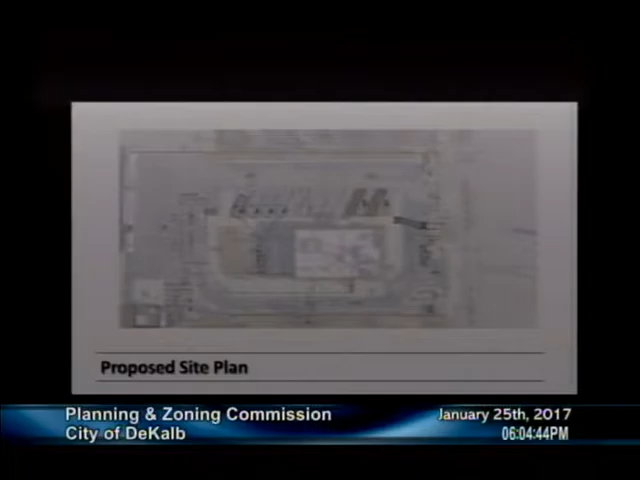 Proposed Site Plan
Planning & Zoning Commission
January 25th, 2017
City of DeKalb
06:04:44PM